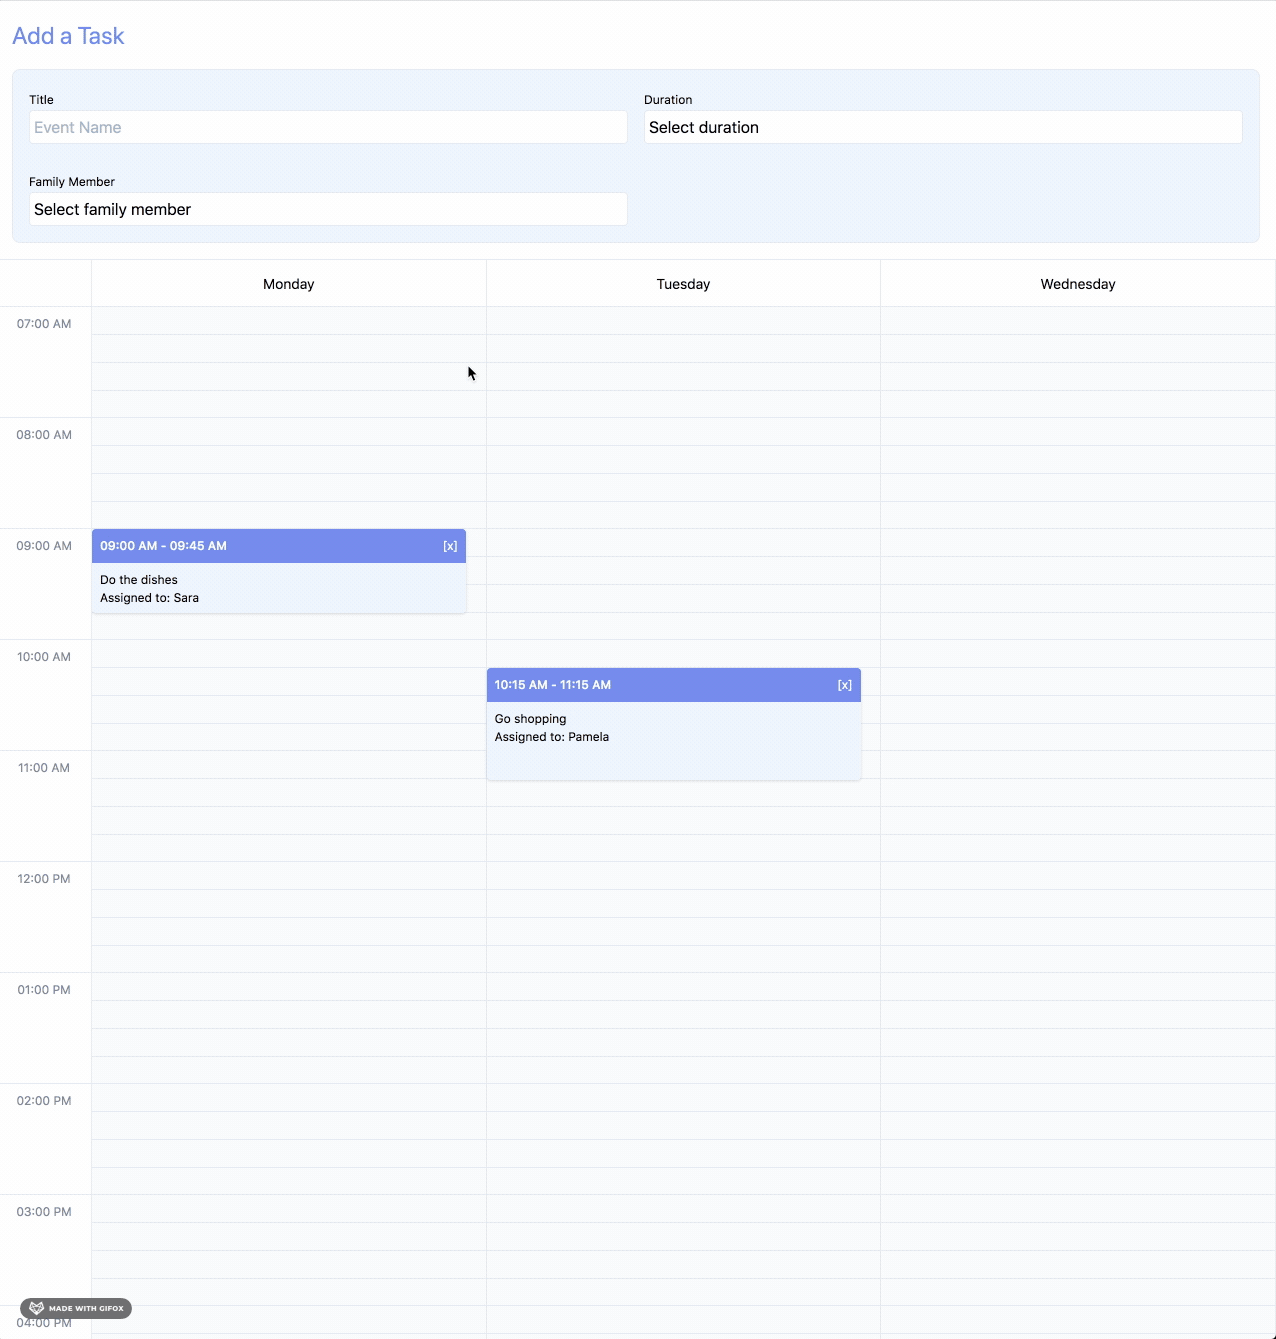 Add a Task
Title
Duration
Event Name
Select duration
Family Member
Select family member
Monday
Tuesday
Wednesday
07:00 AM
08:00 AM
09:00 AM
09:00 AM - 09:45 AM
[x]
Do the dishes
Assigned to: Sara
10:00 AM
10:15 AM - 11:15 AM
[x]
Go shopping
Assigned to: Pamela
11:00 AM
12:00 PM
01:00 PM
02:00 PM
03:00 PM
MADE WITH GIFOX
04:00 PM